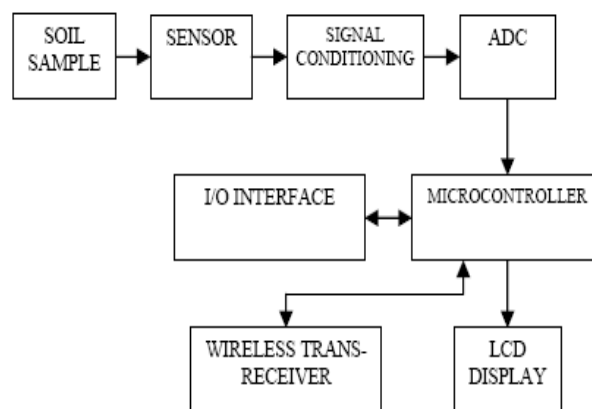 SOIL
SAMPLE
SENSOR
SIGNAL
CONDITIONING
ADC
I/O INTERFACE
MICROCONTROLLER
WIRELESS TRANS-
RECEIVER
LCD
DISPLAY